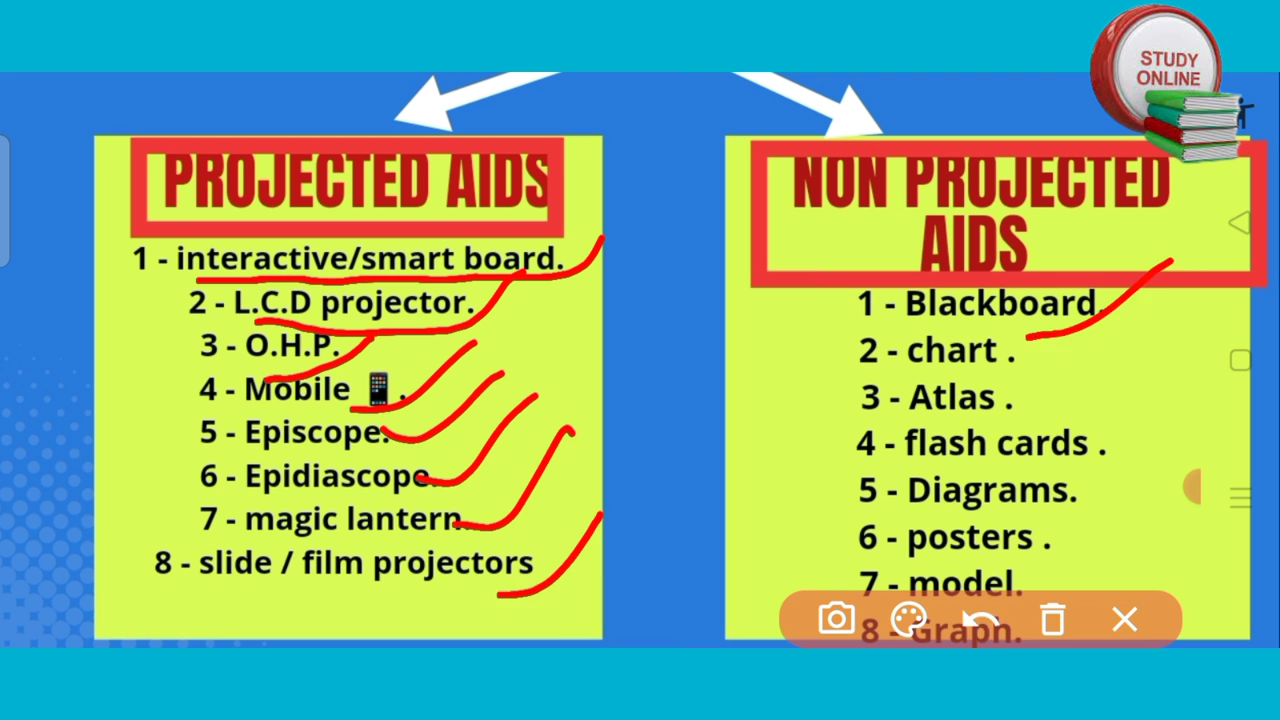 STUDY
ONLINE
PROJECTED AIDS
1 - interactive/smart board.
2 - L.C.D projector.
3 - O.H.P.
4 - Mobile 📱.
5 - Episcope.
6 - Epidiascope.
7 - magic lantern.
8 - slide / film projectors
NON PROJECTED
AIDS
1 - Blackboard.
2 - chart .
3 - Atlas .
4 - flash cards .
5 - Diagrams.
6 - posters .
7 - model.
8 - Graph.